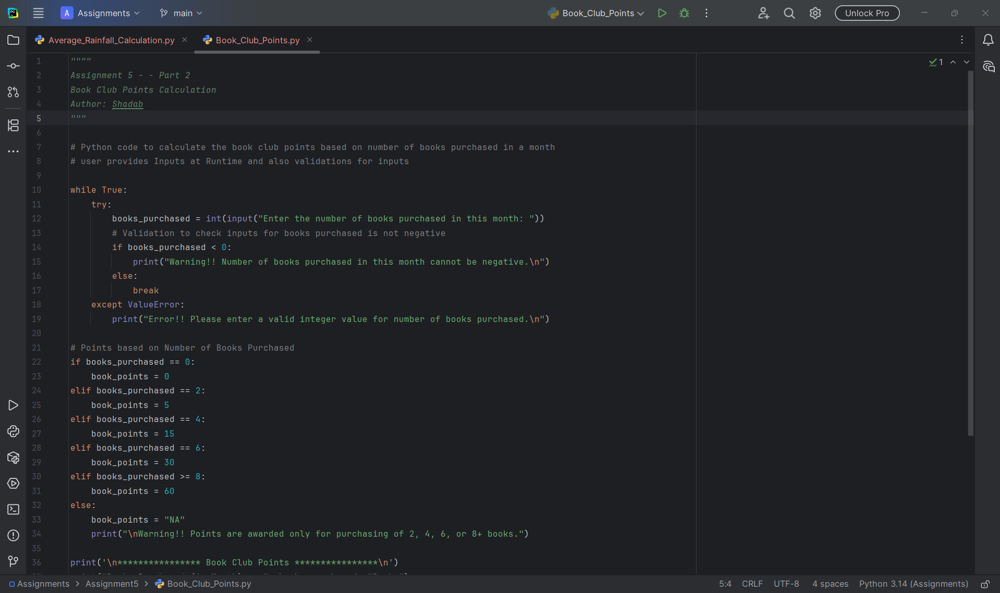 A Assignments main Book_Club_Points Unlock Pro
Average_Rainfall_Calculation.py Book_Club_Points.py
1 """"
2 Assignment 5 - - Part 2
3 Book Club Points Calculation
4 Author: Shadab
5 """
6
7 # Python code to calculate the book club points based on number of books purchased in a month
8 # user provides Inputs at Runtime and also validations for inputs
9
10 while True:
11     try:
12         books_purchased = int(input("Enter the number of books purchased in this month: "))
13         # Validation to check inputs for books purchased is not negative
14         if books_purchased < 0:
15             print("Warning!! Number of books purchased in this month cannot be negative.\n")
16         else:
17             break
18     except ValueError:
19         print("Error!! Please enter a valid integer value for number of books purchased.\n")
20
21 # Points based on Number of Books Purchased
22 if books_purchased == 0:
23     book_points = 0
24 elif books_purchased == 2:
25     book_points = 5
26 elif books_purchased == 4:
27     book_points = 15
28 elif books_purchased == 6:
29     book_points = 30
30 elif books_purchased >= 8:
31     book_points = 60
32 else:
33     book_points = "NA"
34     print("\nWarning!! Points are awarded only for purchasing of 2, 4, 6, or 8+ books.")
35
36 print('\n**************** Book Club Points ****************\n')
1
Assignments > Assignment5 > Book_Club_Points.py 5:4 CRLF UTF-8 4 spaces Python 3.14 (Assignments)